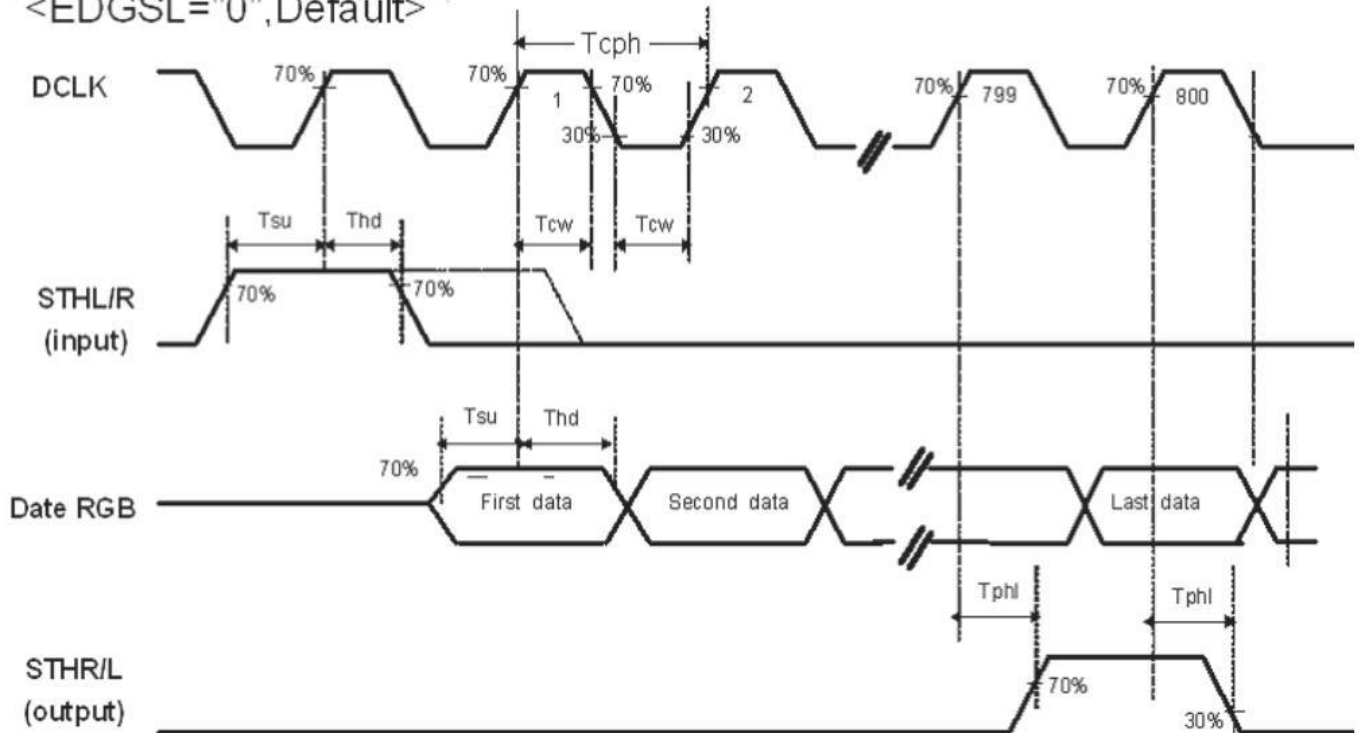 <EDGSL="0",Default>
Tcph
DCLK
70%
70%
1
70%
2
70%
799
70%
800
30%
30%
Tsu
Thd
Tcw
Tcw
STHL/R
(input)
70%
70%
Tsu
Thd
70%
Date RGB
First data
Second data
Last data
Tphl
Tphl
STHR/L
(output)
70%
30%